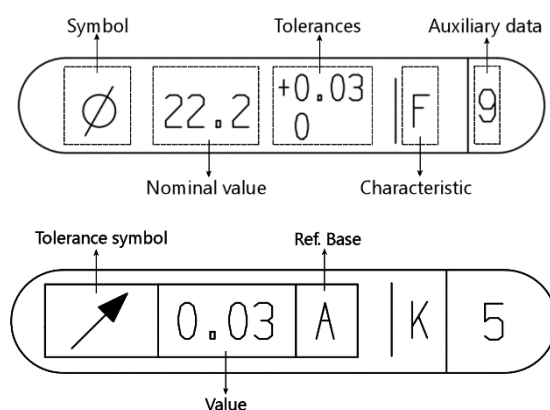 Symbol Tolerances Auxiliary data
Ø 22.2 +0.03 0 F 9
Nominal value Characteristic
Tolerance symbol Ref. Base
0.03 A K 5
Value